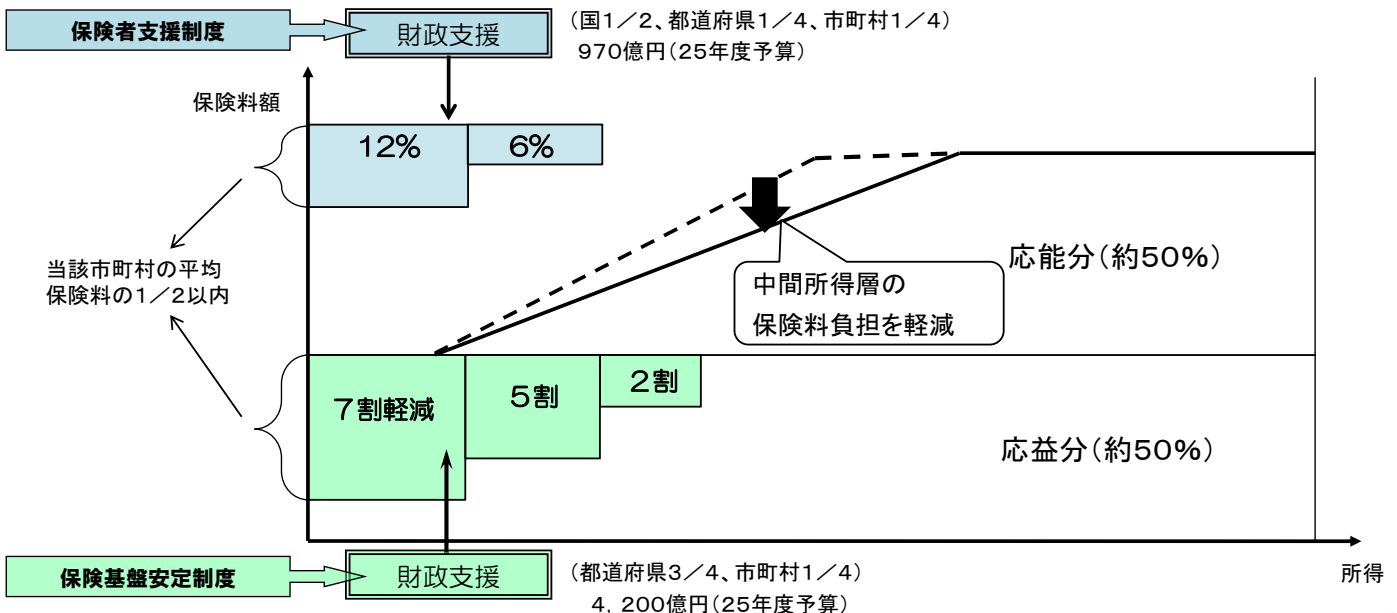 保険者支援制度
財政支援
(国1／2、都道府県1／4、市町村1／4)
970億円(25年度予算)
保険料額
12%
6%
当該市町村の平均
保険料の1／2以内
応能分(約50%)
中間所得層の
保険料負担を軽減
7割軽減
5割
2割
応益分(約50%)
所得
保険基盤安定制度
財政支援
(都道府県3／4、市町村1／4)
4, 200億円(25年度予算)